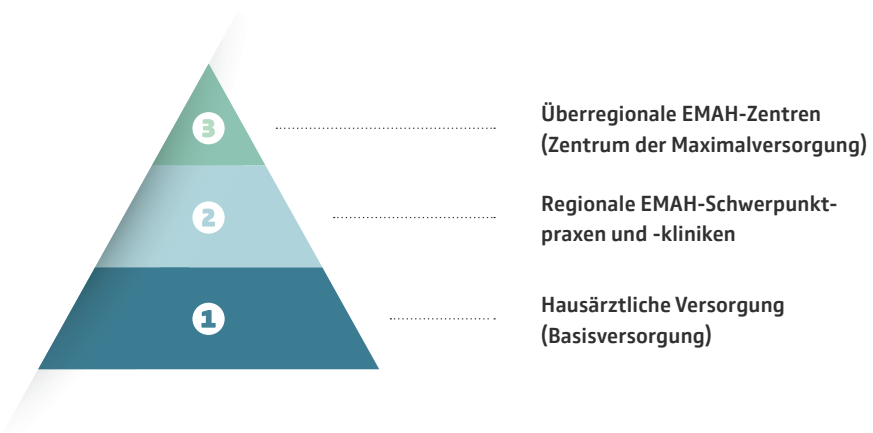 3
Überregionale EMAH-Zentren
(Zentrum der Maximalversorgung)
2
Regionale EMAH-Schwerpunkt-
praxen und -kliniken
1
Hausärztliche Versorgung
(Basisversorgung)